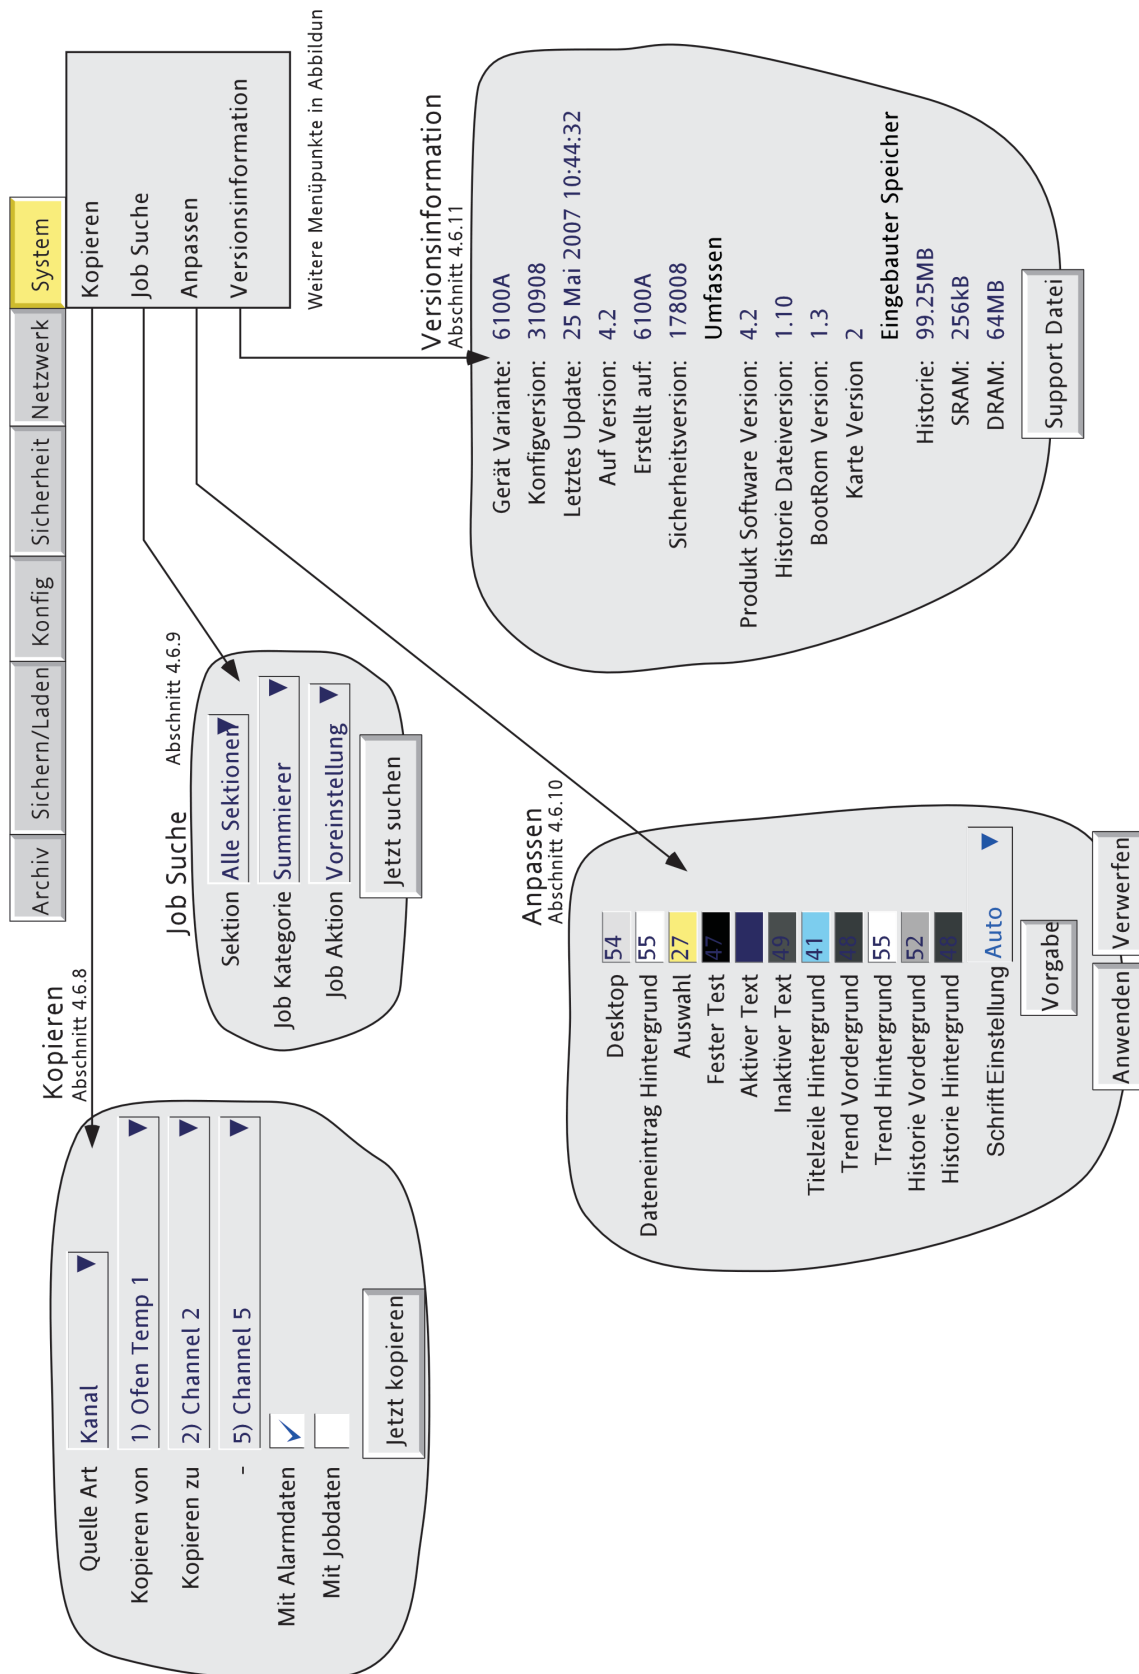 Archiv Sichern/Laden Konfig Sicherheit Netzwerk System
Kopieren
Job Suche
Anpassen
Versionsinformation
Weitere Menüpunkte in Abbildun
Kopieren
Abschnitt 4.6.8
Quelle Art Kanal
Kopieren von 1) Ofen Temp 1
Kopieren zu 2) Channel 2
- 5) Channel 5
Mit Alarmdaten
Mit Jobdaten
Jetzt kopieren
Job Suche
Abschnitt 4.6.9
Sektion Alle Sektionen
Job Kategorie Summierer
Job Aktion Voreinstellung
Jetzt suchen
Versionsinformation
Abschnitt 4.6.11
Gerät Variante: 6100A
Konfigversion: 310908
Letztes Update: 25 Mai 2007 10:44:32
Auf Version: 4.2
Erstellt auf: 6100A
Sicherheitsversion: 178008
Umfassen
Produkt Software Version: 4.2
Historie Dateiversion: 1.10
BootRom Version: 1.3
Karte Version 2
Eingebauter Speicher
Historie: 99.25MB
SRAM: 256kB
DRAM: 64MB
Support Datei
Anpassen
Abschnitt 4.6.10
Desktop 54
Dateneintrag Hintergrund 55
Auswahl 27
Fester Test 47
Aktiver Text
Inaktiver Text 49
Titelzeile Hintergrund 41
Trend Vordergrund 48
Trend Hintergrund 55
Historie Vordergrund 52
Historie Hintergrund 48
Schrift Einstellung Auto
Vorgabe
Anwenden Verwerfen